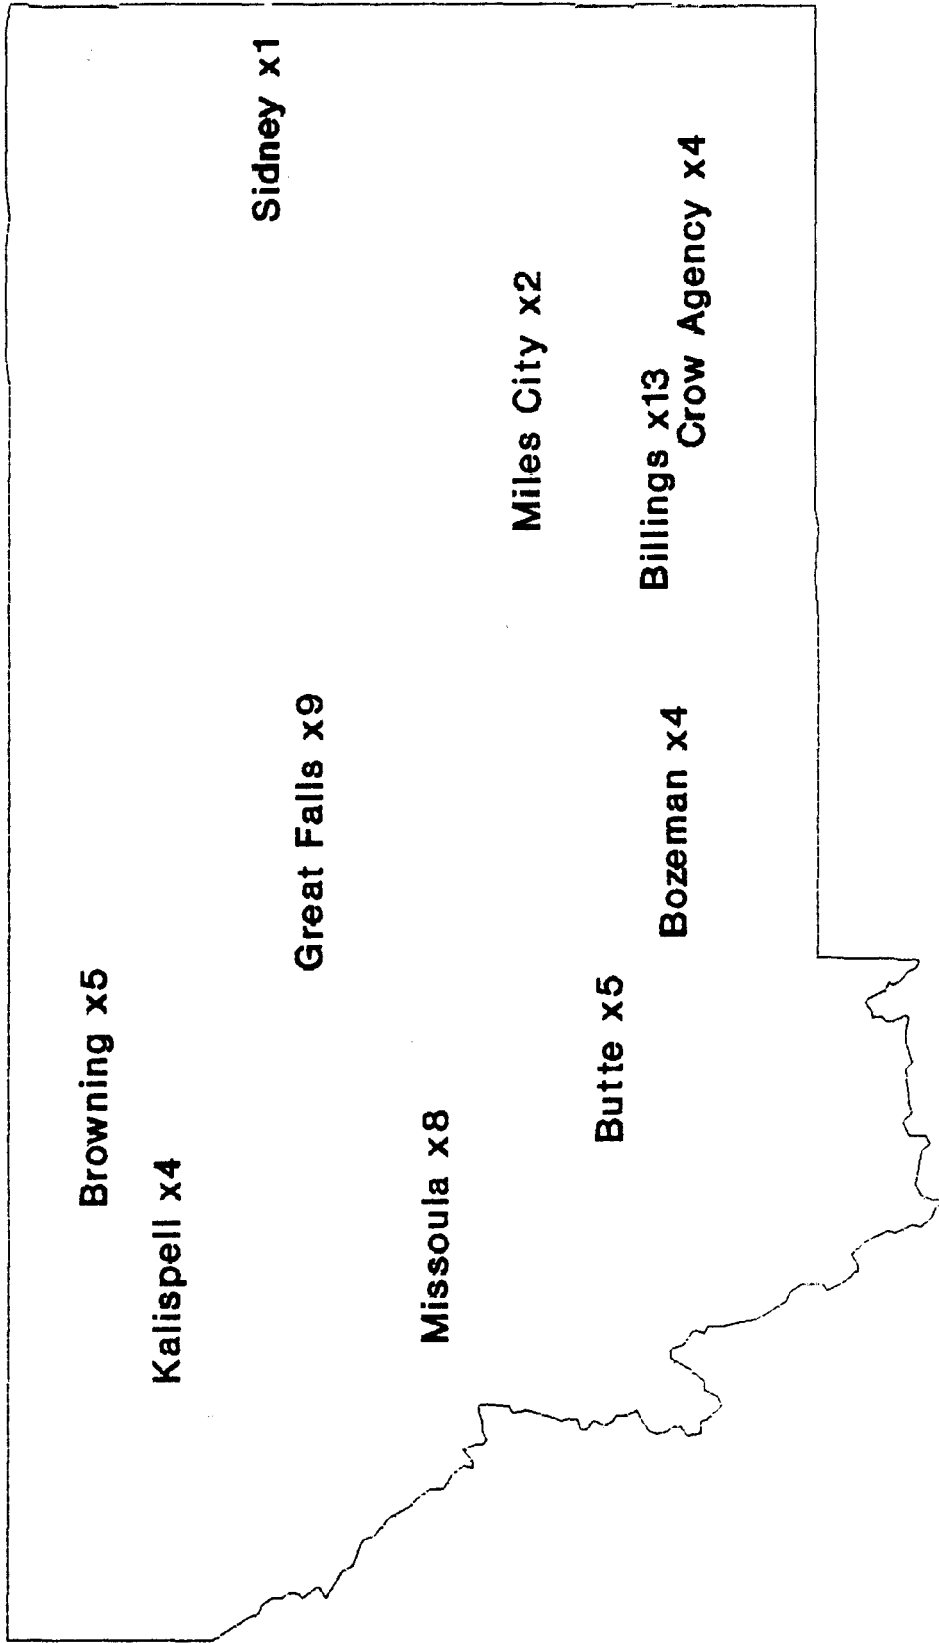 Browning x5
Kalispell x4
Sidney x1
Great Falls x9
Missoula x8
Miles City x2
Butte x5
Billings x13
Bozeman x4
Crow Agency x4